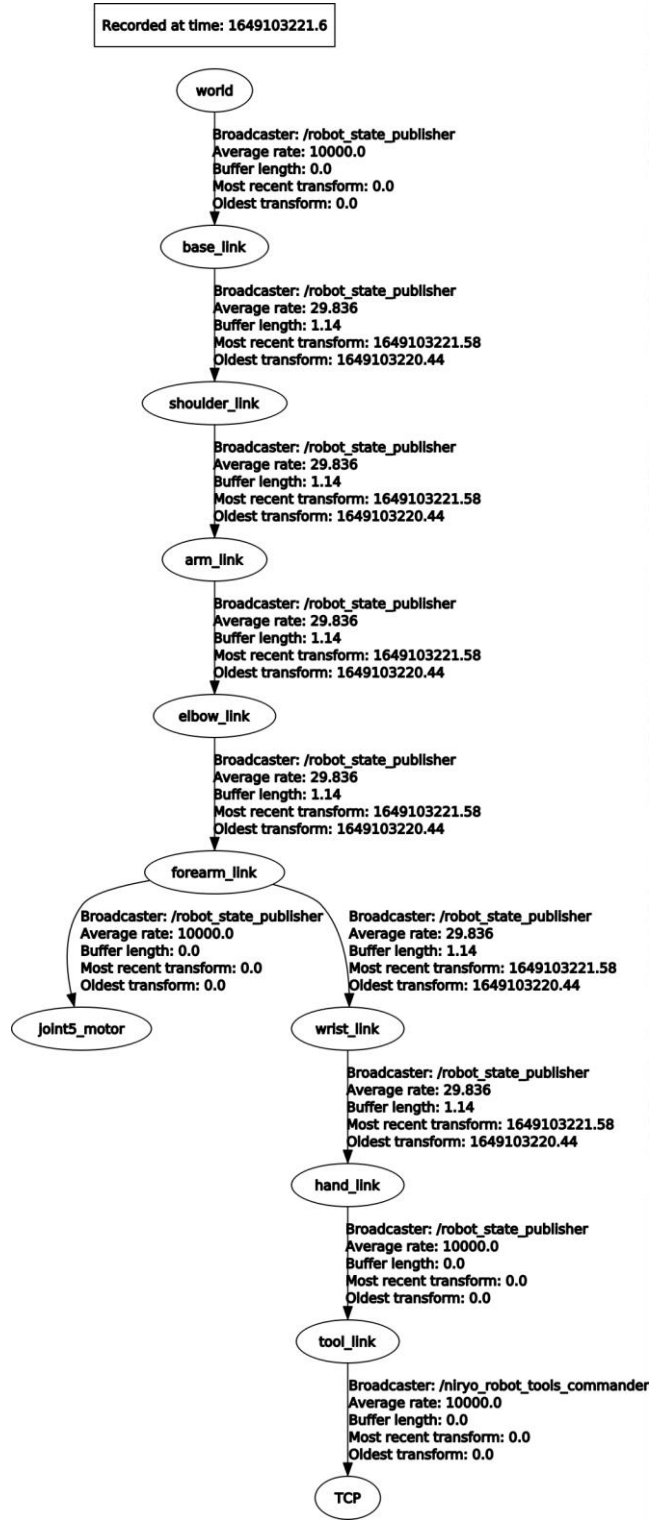 Recorded at time: 1649103221.6
world
Broadcaster: /robot_state_publisher
Average rate: 10000.0
Buffer length: 0.0
Most recent transform: 0.0
Oldest transform: 0.0
base_link
Broadcaster: /robot_state_publisher
Average rate: 29.836
Buffer length: 1.14
Most recent transform: 1649103221.58
Oldest transform: 1649103220.44
shoulder_link
Broadcaster: /robot_state_publisher
Average rate: 29.836
Buffer length: 1.14
Most recent transform: 1649103221.58
Oldest transform: 1649103220.44
arm_link
Broadcaster: /robot_state_publisher
Average rate: 29.836
Buffer length: 1.14
Most recent transform: 1649103221.58
Oldest transform: 1649103220.44
elbow_link
Broadcaster: /robot_state_publisher
Average rate: 29.836
Buffer length: 1.14
Most recent transform: 1649103221.58
Oldest transform: 1649103220.44
forearm_link
Broadcaster: /robot_state_publisher
Average rate: 10000.0
Buffer length: 0.0
Most recent transform: 0.0
Oldest transform: 0.0
Broadcaster: /robot_state_publisher
Average rate: 29.836
Buffer length: 1.14
Most recent transform: 1649103221.58
Oldest transform: 1649103220.44
joint5_motor
wrist_link
Broadcaster: /robot_state_publisher
Average rate: 29.836
Buffer length: 1.14
Most recent transform: 1649103221.58
Oldest transform: 1649103220.44
hand_link
Broadcaster: /robot_state_publisher
Average rate: 10000.0
Buffer length: 0.0
Most recent transform: 0.0
Oldest transform: 0.0
tool_link
Broadcaster: /niryo_robot_tools_commander
Average rate: 10000.0
Buffer length: 0.0
Most recent transform: 0.0
Oldest transform: 0.0
TCP